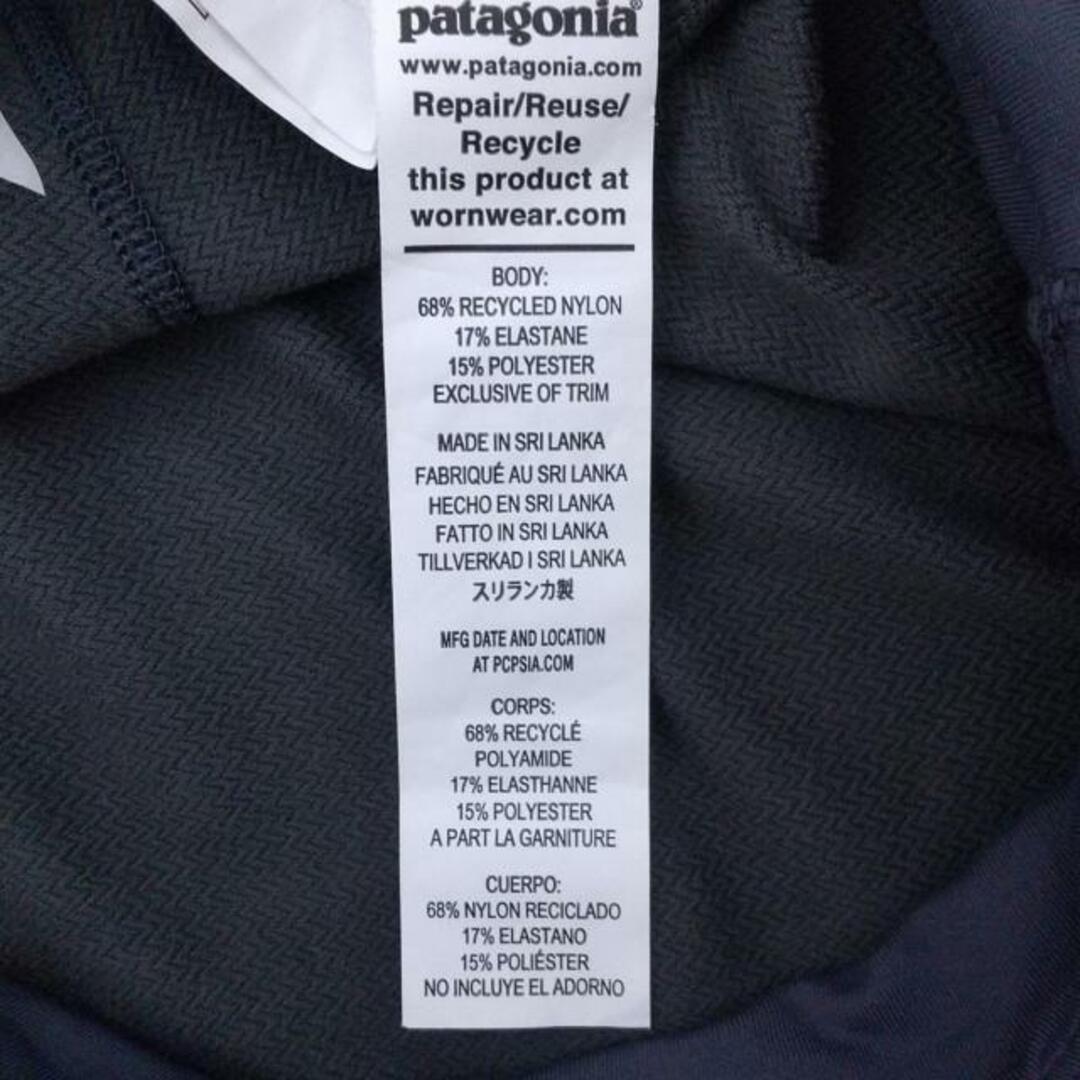 patagonia®
www.patagonia.com
Repair/Reuse/
Recycle
this product at
wornwear.com
BODY:
68% RECYCLED NYLON
17% ELASTANE
15% POLYESTER
EXCLUSIVE OF TRIM
MADE IN SRI LANKA
FABRIQUÉ AU SRI LANKA
HECHO EN SRI LANKA
FATTO IN SRI LANKA
TILLVERKAD I SRI LANKA
スリランカ製
MFG DATE AND LOCATION
AT PCPSIA.COM
CORPS:
68% RECYCLÉ
POLYAMIDE
17% ELASTHANNE
15% POLYESTER
A PART LA GARNITURE
CUERPO:
68% NYLON RECICLADO
17% ELASTANO
15% POLIÉSTER
NO INCLUYE EL ADORNO